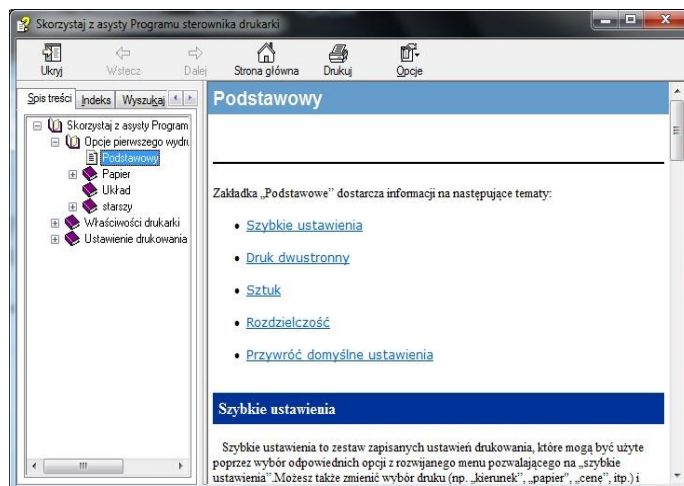 Skorzystaj z asysty Programu sterownika drukarki
Ukryj Wstecz Dalej Strona główna Drukuj Opcje
Spis treści Indeks Wyszukaj
Skorzystaj z asysty Program
Opcje pierwszego wydru
Podstawowy
Papier
Układ
starszy
Właściwości drukarki
Ustawienie drukowania
Podstawowy
Zakładka „Podstawowe” dostarcza informacji na następujące tematy:
Szybkie ustawienia
Druk dwustronny
Sztuk
Rozdzielczość
Przywróć domyślne ustawienia
Szybkie ustawienia
Szybkie ustawienia to zestaw zapisanych ustawień drukowania, które mogą być użyte
poprzez wybór odpowiednich opcji z rozwijanego menu pozwalającego na „szybkie
ustawienia”.Możesz także zmienić wybór druku (np. „kierunek”, „papier”, „cenę”, itp.) i